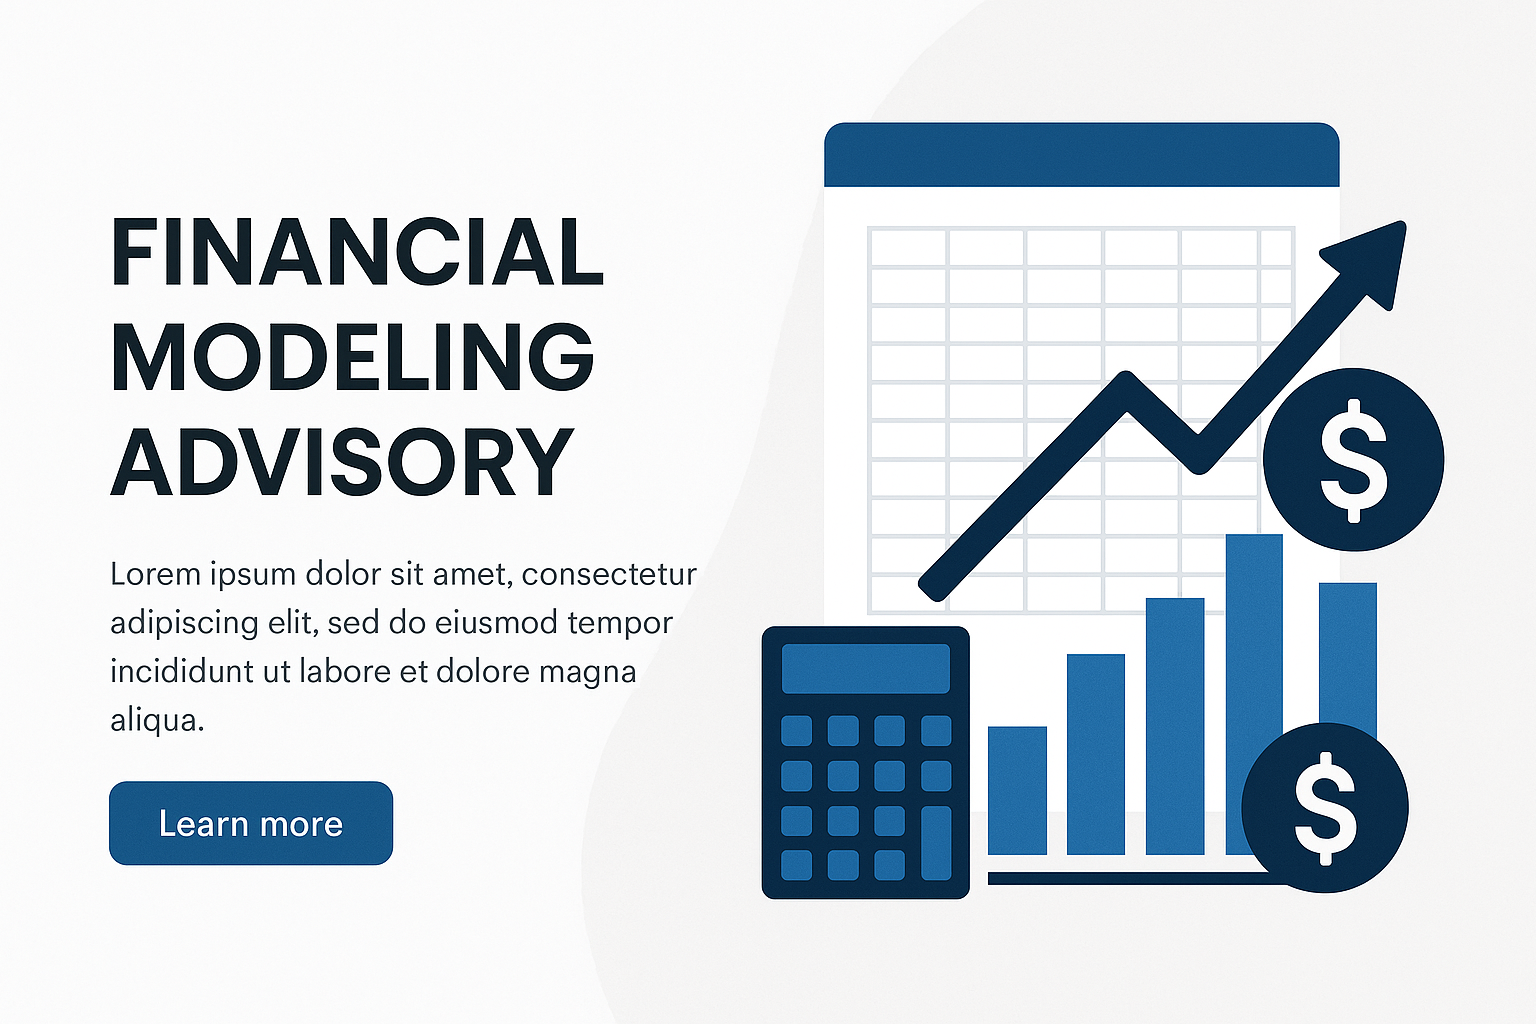 FINANCIAL
MODELING
ADVISORY
Lorem ipsum dolor sit amet, consectetur
adipiscing elit, sed do eiusmod tempor
incididunt ut labore et dolore magna
aliqua.
Learn more
$
$